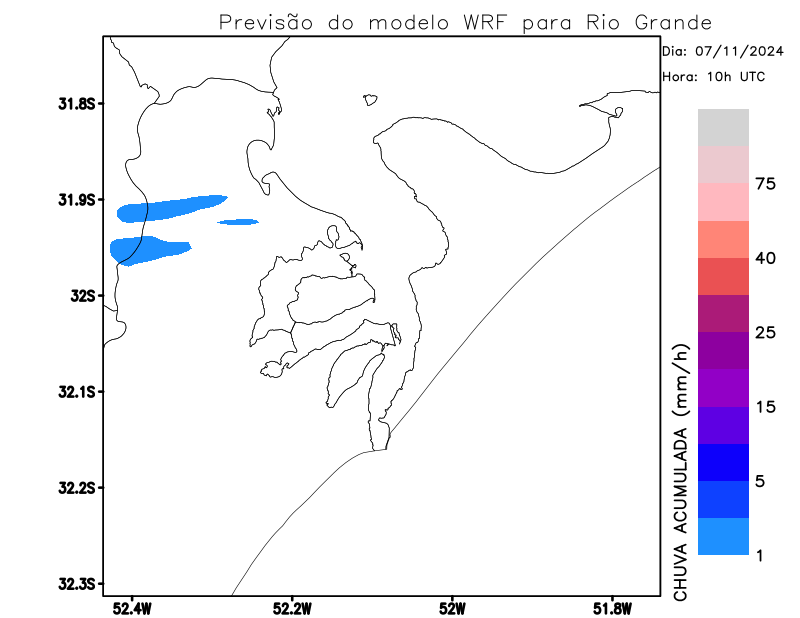 Previsão do modelo WRF para Rio Grande
Dia: 07/11/2024
Hora: 10h UTC
31.8S
31.9S
32S
32.1S
32.2S
32.3S
52.4W
52.2W
52W
51.8W
CHUVA ACUMULADA (mm/h)
75
40
25
15
5
1